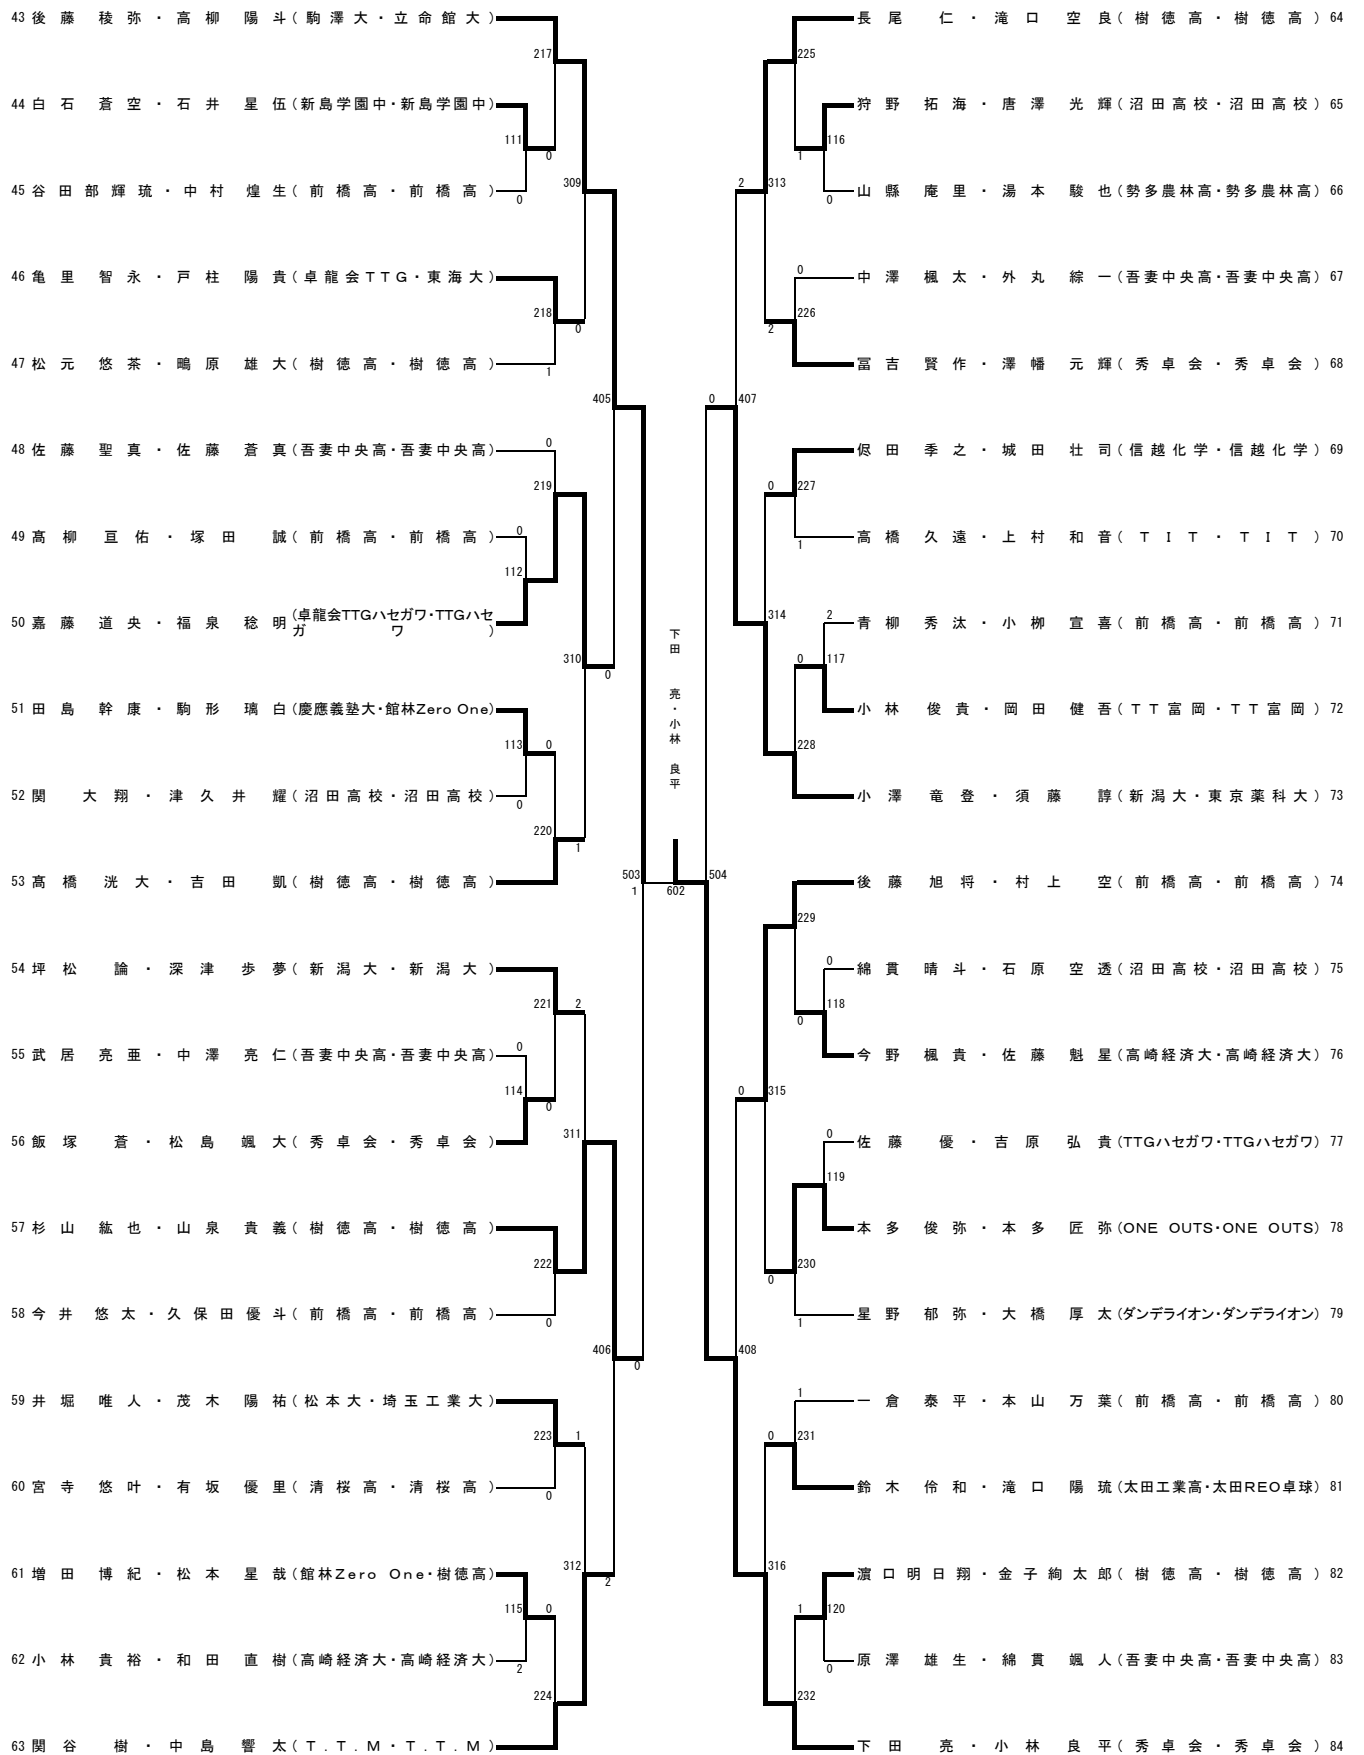 43 後藤 稜弥・高柳 陽斗(駒澤大・立命館大)
217
44 白石 蒼空・石井 星伍(新島学園中・新島学園中)
111
0
45 谷田部輝琉・中村 煌生(前橋高・前橋高)
0
309
46 亀里 智永・戸柱 陽貴(卓龍会TTG・東海大)
218
0
47 松元 悠茶・鴫原 雄大(樹徳高・樹徳高)
1
405
48 佐藤 聖真・佐藤 蒼真(吾妻中央高・吾妻中央高)
0
219
49 髙柳 亘佑・塚田 誠(前橋高・前橋高)
0
112
50 嘉藤 道央・福泉 稔明(卓龍会TTGハセガワ・TTGハセガワ)
310
0
51 田島 幹康・駒形 璃白(慶應義塾大・館林Zero One)
113
0
52 関 大翔・津久井 耀(沼田高校・沼田高校)
0
220
1
53 髙橋 洸大・吉田 凱(樹徳高・樹徳高)
503
1
54 坪松 諭・深津 歩夢(新潟大・新潟大)
221
2
55 武居 亮亜・中澤 亮仁(吾妻中央高・吾妻中央高)
0
114
0
56 飯塚 蒼・松島 颯大(秀卓会・秀卓会)
311
57 杉山 紘也・山泉 貴義(樹徳高・樹徳高)
222
58 今井 悠太・久保田優斗(前橋高・前橋高)
0
406
0
59 井堀 唯人・茂木 陽祐(松本大・埼玉工業大)
223
1
60 宮寺 悠叶・有坂 優里(清桜高・清桜高)
0
312
2
61 増田 博紀・松本 星哉(館林Zero One・樹徳高)
115
0
62 小林 貴裕・和田 直樹(高崎経済大・高崎経済大)
2
224
63 関谷 樹・中島 響太(T.T.M・T.T.M)
下田 亮・小林 良平
602
長尾 仁・滝口 空良(樹徳高・樹徳高) 64
225
狩野 拓海・唐澤 光輝(沼田高校・沼田高校) 65
116
1
山縣 庵里・湯本 駿也(勢多農林高・勢多農林高) 66
0
2
313
中澤 楓太・外丸 綜一(吾妻中央高・吾妻中央高) 67
0
226
2
冨吉 賢作・澤幡 元輝(秀卓会・秀卓会) 68
0
407
侭田 季之・城田 壮司(信越化学・信越化学) 69
0
227
高橋 久遠・上村 和音(TIT・TIT) 70
1
314
青柳 秀汰・小栁 宣喜(前橋高・前橋高) 71
2
0
117
小林 俊貴・岡田 健吾(TT富岡・TT富岡) 72
228
小澤 竜登・須藤 諄(新潟大・東京薬科大) 73
504
後藤 旭将・村上 空(前橋高・前橋高) 74
229
綿貫 晴斗・石原 空透(沼田高校・沼田高校) 75
0
118
0
今野 楓貴・佐藤 魁星(高崎経済大・高崎経済大) 76
0
315
佐藤 優・吉原 弘貴(TTGハセガワ・TTGハセガワ) 77
0
119
本多 俊弥・本多 匠弥(ONE OUTS・ONE OUTS) 78
230
0
星野 郁弥・大橋 厚太(ダンデライオン・ダンデライオン) 79
1
408
一倉 泰平・本山 万葉(前橋高・前橋高) 80
1
0
231
鈴木 伶和・滝口 陽琉(太田工業高・太田REO卓球) 81
316
濵口明日翔・金子絢太郎(樹徳高・樹徳高) 82
1
120
原澤 雄生・綿貫 颯人(吾妻中央高・吾妻中央高) 83
0
232
下田 亮・小林 良平(秀卓会・秀卓会) 84